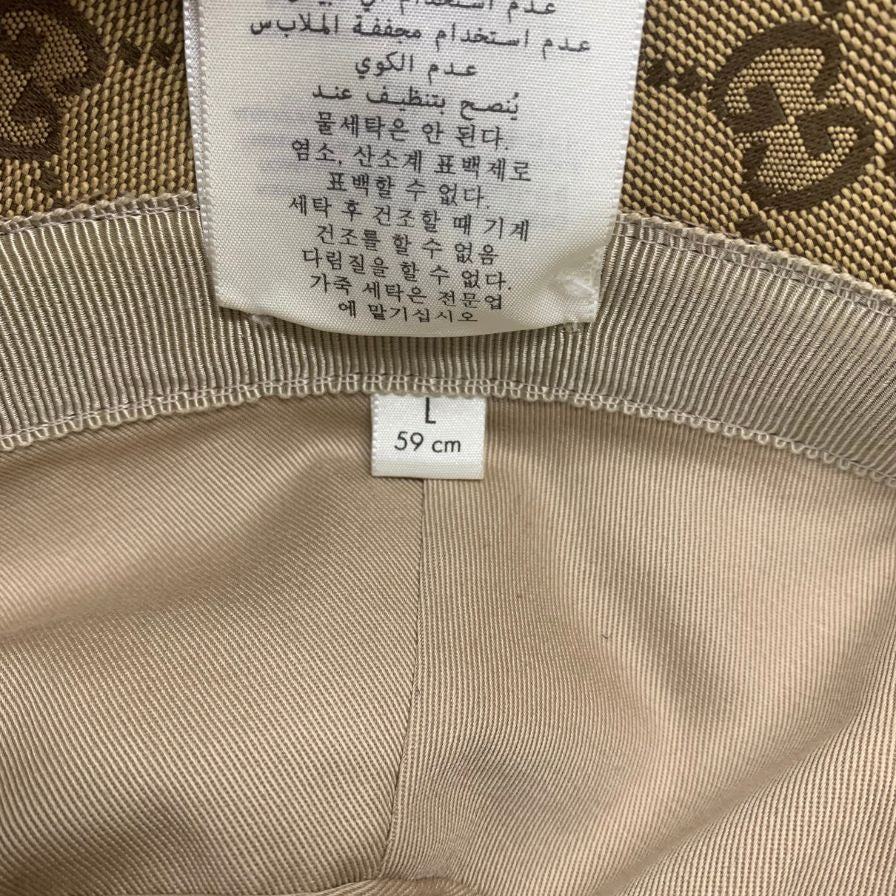 عدم استخدام أي
عدم استخدام مجففة الملابس
عدم الكوي
يُنصح بتنظيف عند
물세탁은 안 된다.
염소, 산소계 표백제로
표백할 수 없다.
세탁 후 건조할 때 기계
건조를 할 수 없음
다림질을 할 수 없다.
가죽 세탁은 전문업
에 맡기십시오
L
59 cm